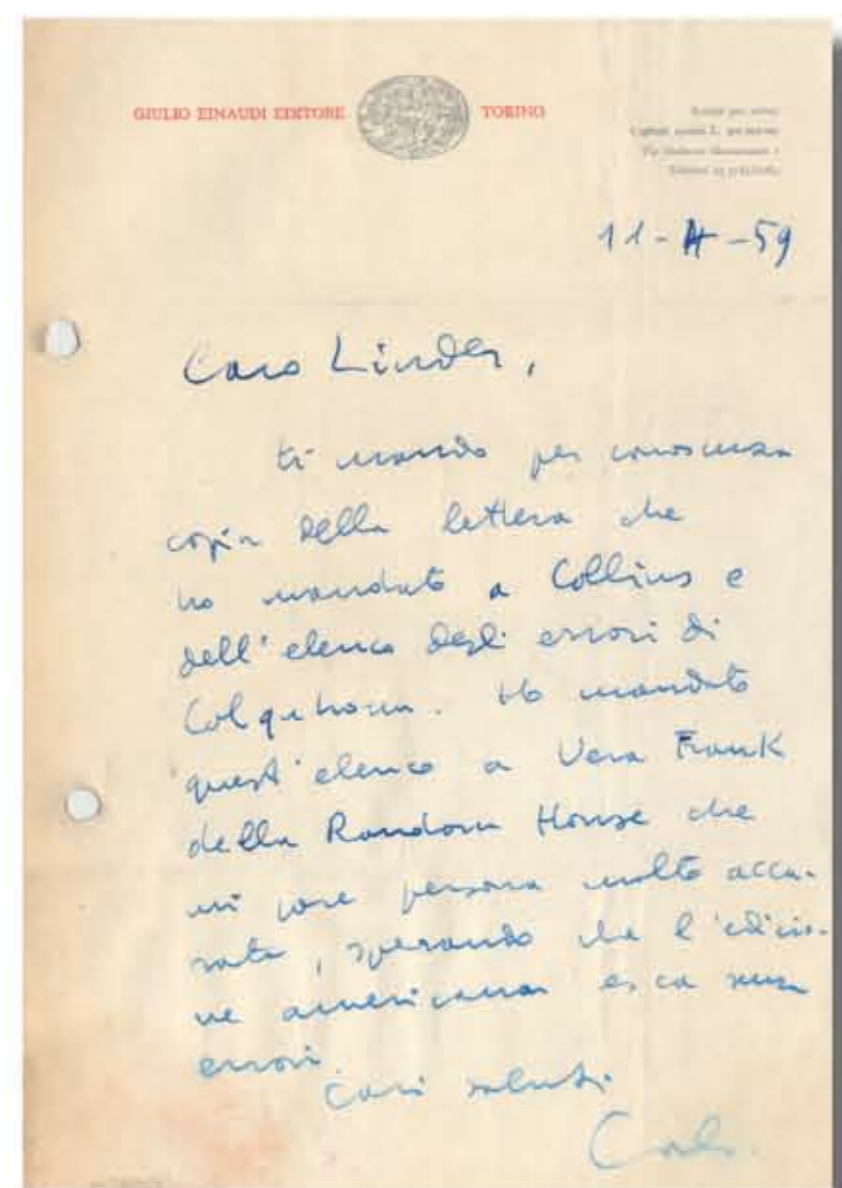 GIULIO EINAUDI EDITORE TORINO
11-4-59
Caro Linder,
ti mando per conoscenza
copia della lettera che
ho mandato a Collins e
dell'elenco degli errori di
Colquhoun. Ho mandato
quest'elenco a Vera Frank
della Random House che
mi pare persona molto accu-
rata, sperando che l'edizio-
ne americana esca senza
errori.
Cari saluti